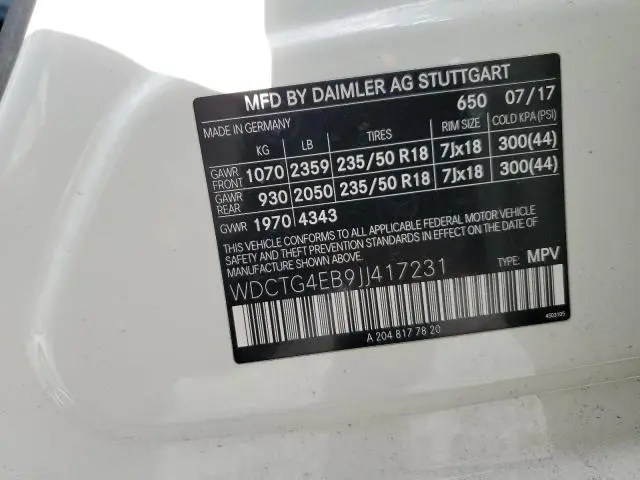 MFD BY DAIMLER AG STUTTGART
650 07/17
MADE IN GERMANY
KG LB TIRES RIM SIZE COLD KPA(PSI)
GAWR FRONT 1070 2359 235/50 R18 7Jx18 300(44)
GAWR REAR 930 2050 235/50 R18 7Jx18 300(44)
GVWR 1970 4343
THIS VEHICLE CONFORMS TO ALL APPLICABLE FEDERAL MOTOR VEHICLE
SAFETY AND THEFT PREVENTION STANDARDS IN EFFECT ON THE DATE OF
MANUFACTURE SHOWN ABOVE.
WDCTG4EB9JJ417231 TYPE: MPV
A 204 817 78 20
4503105